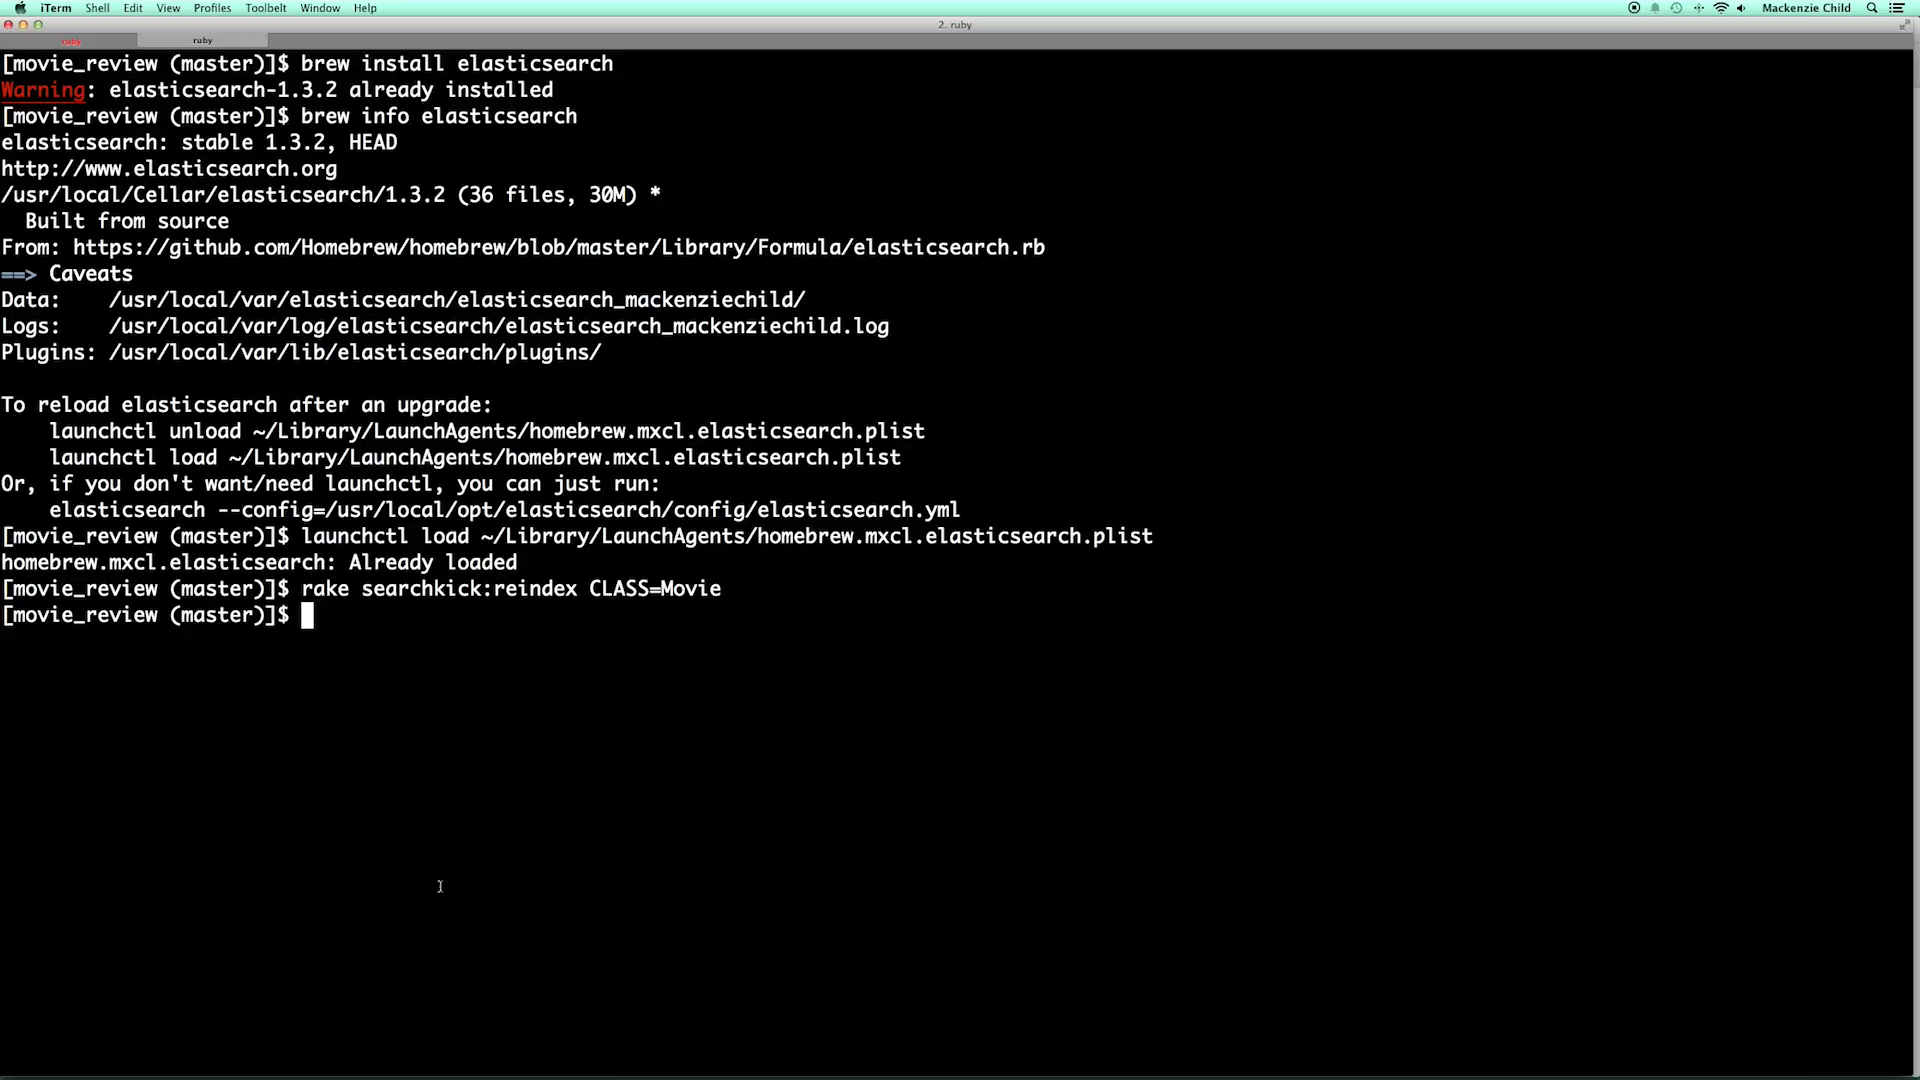 iTerm Shell Edit View Profiles Toolbelt Window Help Mackenzie Child
2. ruby
ruby ruby
[movie_review (master)]$ brew install elasticsearch
Warning: elasticsearch-1.3.2 already installed
[movie_review (master)]$ brew info elasticsearch
elasticsearch: stable 1.3.2, HEAD
http://www.elasticsearch.org
/usr/local/Cellar/elasticsearch/1.3.2 (36 files, 30M) *
  Built from source
From: https://github.com/Homebrew/homebrew/blob/master/Library/Formula/elasticsearch.rb
==> Caveats
Data:    /usr/local/var/elasticsearch/elasticsearch_mackenziechild/
Logs:    /usr/local/var/log/elasticsearch/elasticsearch_mackenziechild.log
Plugins: /usr/local/var/lib/elasticsearch/plugins/
To reload elasticsearch after an upgrade:
    launchctl unload ~/Library/LaunchAgents/homebrew.mxcl.elasticsearch.plist
    launchctl load ~/Library/LaunchAgents/homebrew.mxcl.elasticsearch.plist
Or, if you don't want/need launchctl, you can just run:
    elasticsearch --config=/usr/local/opt/elasticsearch/config/elasticsearch.yml
[movie_review (master)]$ launchctl load ~/Library/LaunchAgents/homebrew.mxcl.elasticsearch.plist
homebrew.mxcl.elasticsearch: Already loaded
[movie_review (master)]$ rake searchkick:reindex CLASS=Movie
[movie_review (master)]$